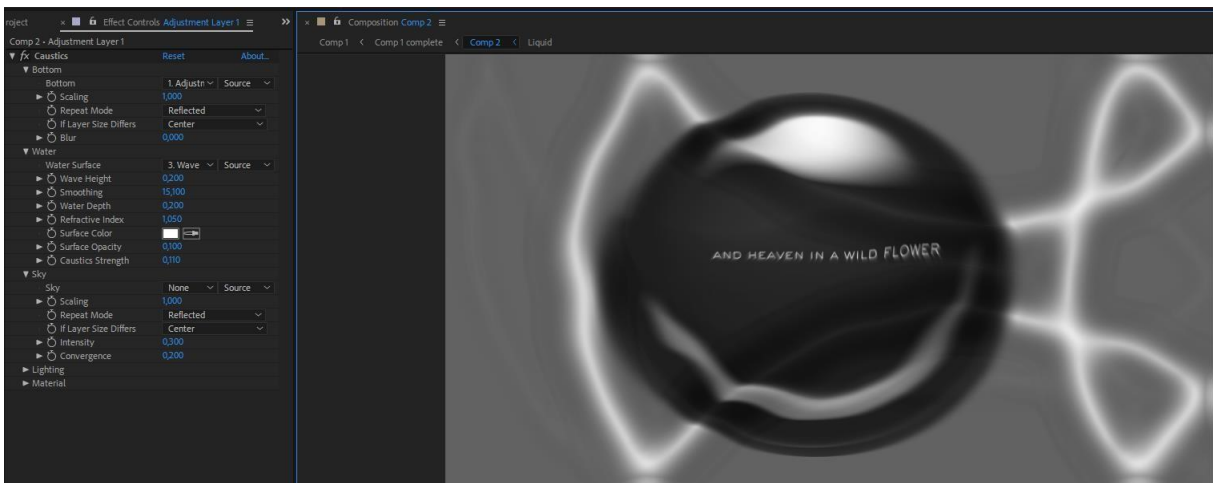 roject × Effect Controls Adjustment Layer 1 ≡ »
Comp 2 • Adjustment Layer 1
fx Caustics Reset About...
Bottom
Bottom 1. Adjustn Source
Scaling 1,000
Repeat Mode Reflected
If Layer Size Differs Center
Blur 0,000
Water
Water Surface 3. Wave Source
Wave Height 0,200
Smoothing 15,100
Water Depth 0,200
Refractive Index 1,050
Surface Color
Surface Opacity 0,100
Caustics Strength 0,110
Sky
Sky None Source
Scaling 1,000
Repeat Mode Reflected
If Layer Size Differs Center
Intensity 0,300
Convergence 0,200
Lighting
Material
× Composition Comp 2 ≡
Comp 1 < Comp 1 complete < Comp 2 < Liquid
AND HEAVEN IN A WILD FLOWER